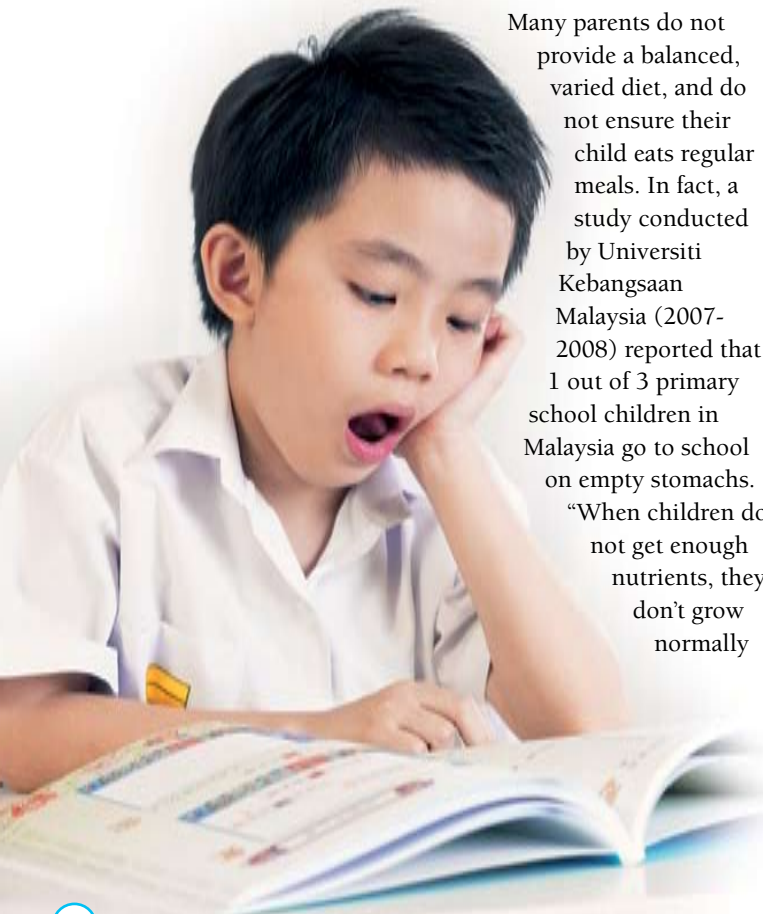 Many parents do not
provide a balanced,
varied diet, and do
not ensure their
child eats regular
meals. In fact, a
study conducted
by Universiti
Kebangsaan
Malaysia (2007-
2008) reported that
1 out of 3 primary
school children in
Malaysia go to school
on empty stomachs.
“When children do
not get enough
nutrients, they
don’t grow
normally